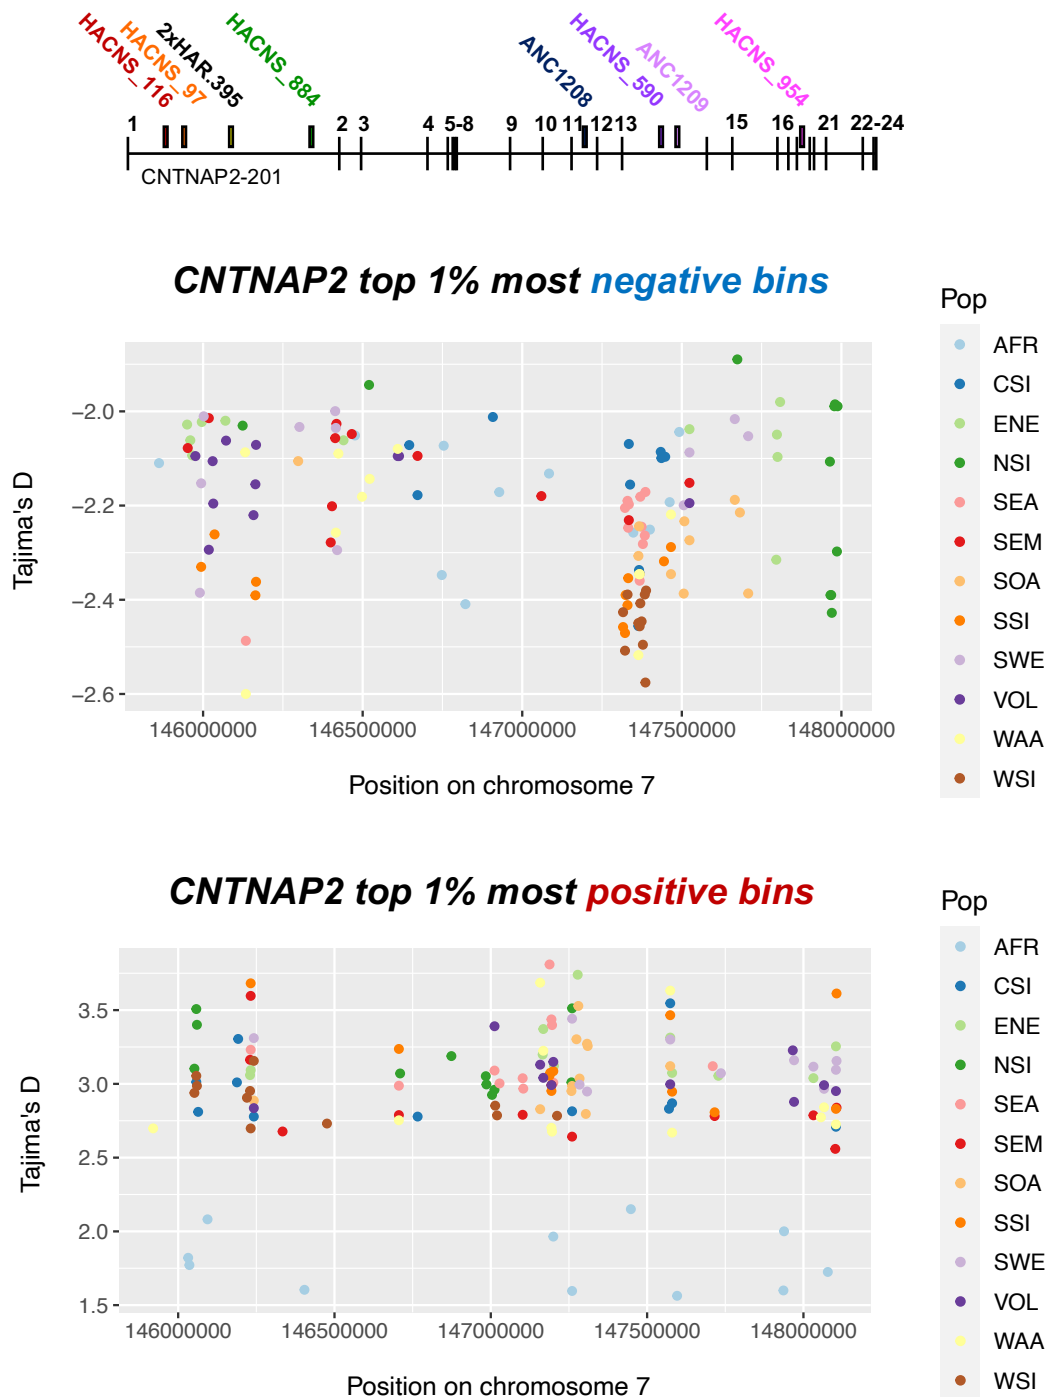 HACNS_116
HACNS_97
2xHAR.395
HACNS_884
ANC1208
HACNS_590
ANC1209
HACNS_954
1 2 3 4 5-8 9 10 11 12 13 15 16 21 22-24
CNTNAP2-201
CNTNAP2 top 1% most negative bins
Tajima's D
−2.0
−2.2
−2.4
−2.6
146000000 146500000 147000000 147500000 148000000
Position on chromosome 7
Pop
AFR
CSI
ENE
NSI
SEA
SEM
SOA
SSI
SWE
VOL
WAA
WSI
CNTNAP2 top 1% most positive bins
Tajima's D
3.5
3.0
2.5
2.0
1.5
146000000 146500000 147000000 147500000 148000000
Position on chromosome 7
Pop
AFR
CSI
ENE
NSI
SEA
SEM
SOA
SSI
SWE
VOL
WAA
WSI